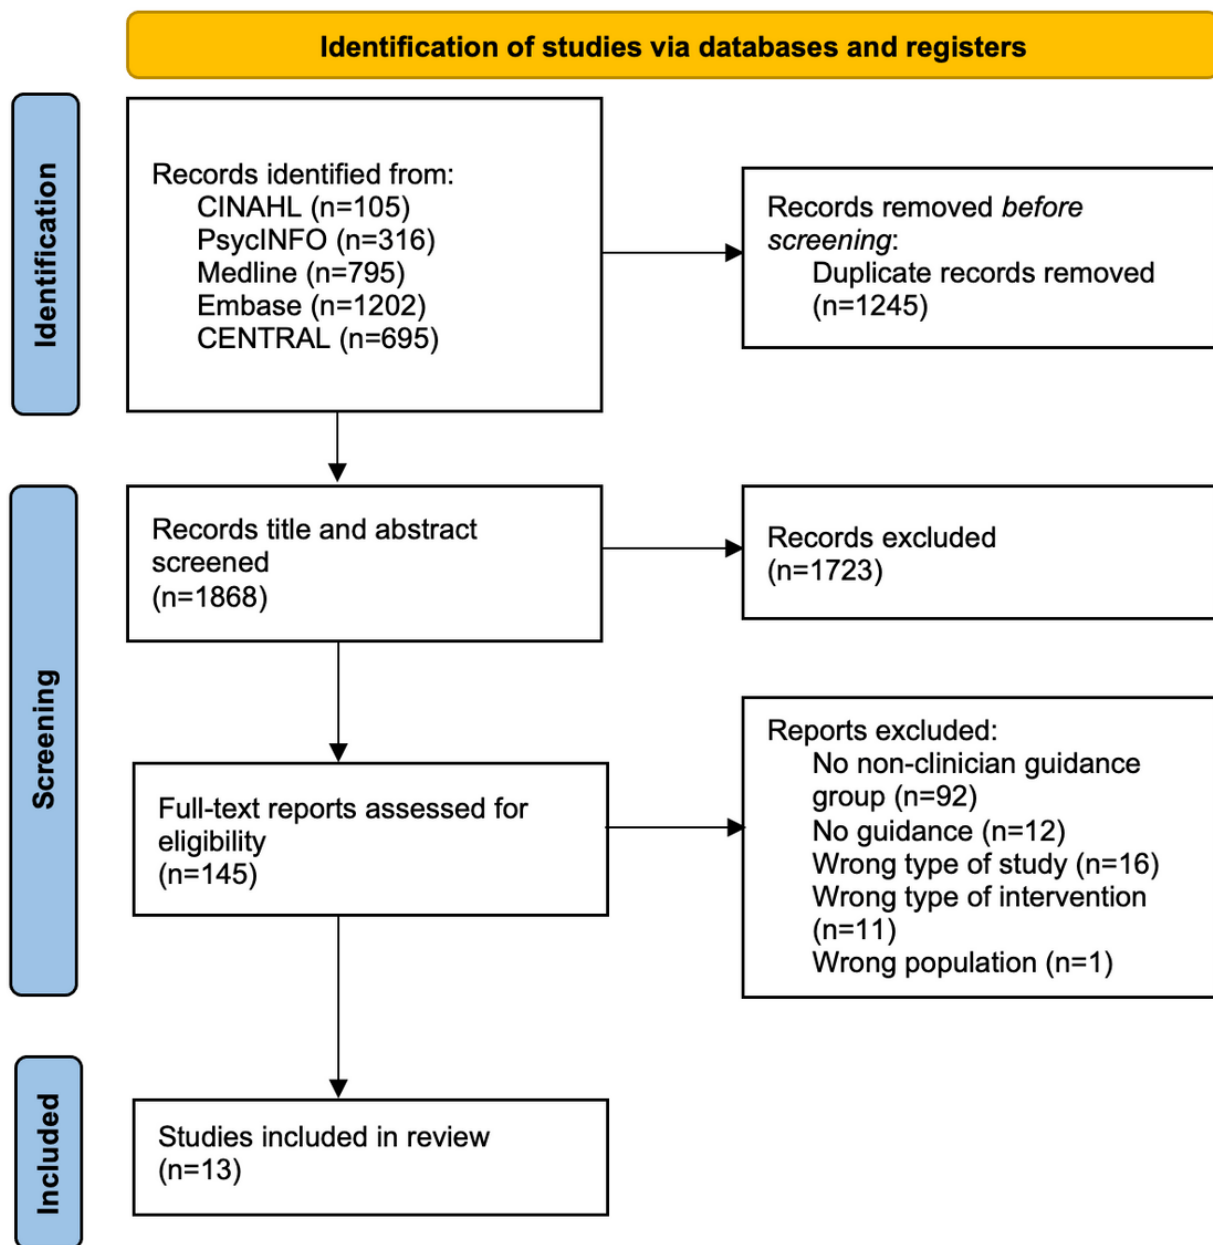 Identification of studies via databases and registers
Identification
Records identified from:
CINAHL (n=105)
PsycINFO (n=316)
Medline (n=795)
Embase (n=1202)
CENTRAL (n=695)
Records removed before
screening:
Duplicate records removed
(n=1245)
Screening
Records title and abstract
screened
(n=1868)
Records excluded
(n=1723)
Full-text reports assessed for
eligibility
(n=145)
Reports excluded:
No non-clinician guidance
group (n=92)
No guidance (n=12)
Wrong type of study (n=16)
Wrong type of intervention
(n=11)
Wrong population (n=1)
Included
Studies included in review
(n=13)